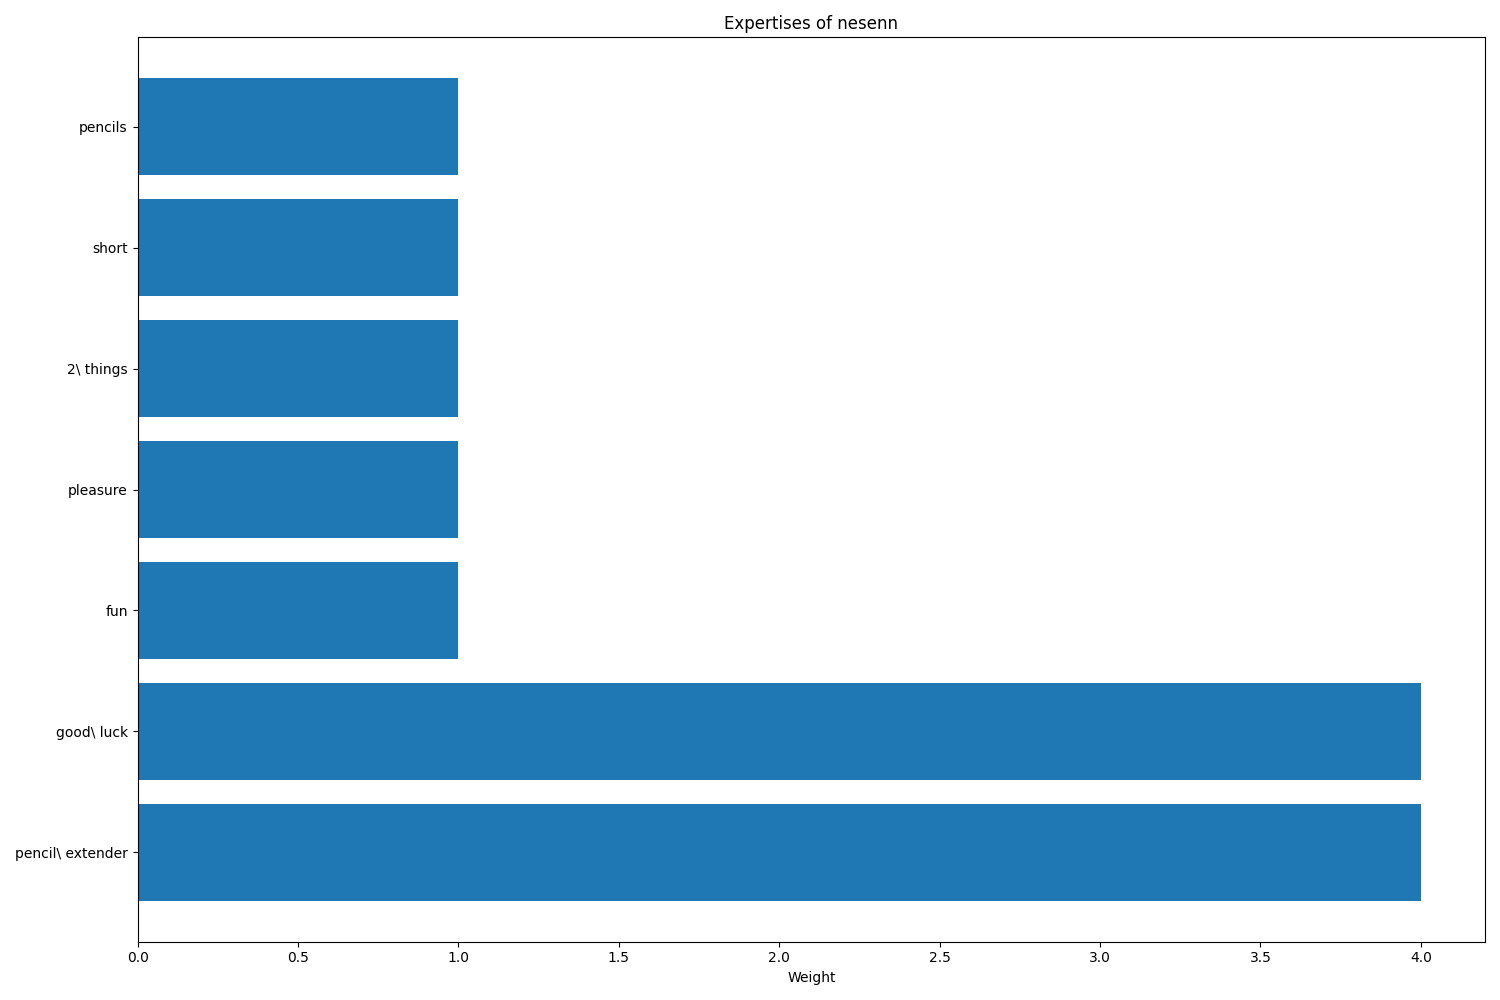 Expertises of nesenn
pencils
short
2\ things
pleasure
fun
good\ luck
pencil\ extender
0.0 0.5 1.0 1.5 2.0 2.5 3.0 3.5 4.0
Weight